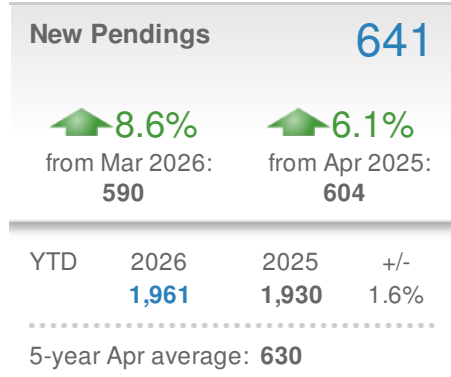 New Pendings 641
8.6% 6.1%
from Mar 2026: from Apr 2025:
590 604
YTD 2026 2025 +/-
1,961 1,930 1.6%
5-year Apr average: 630